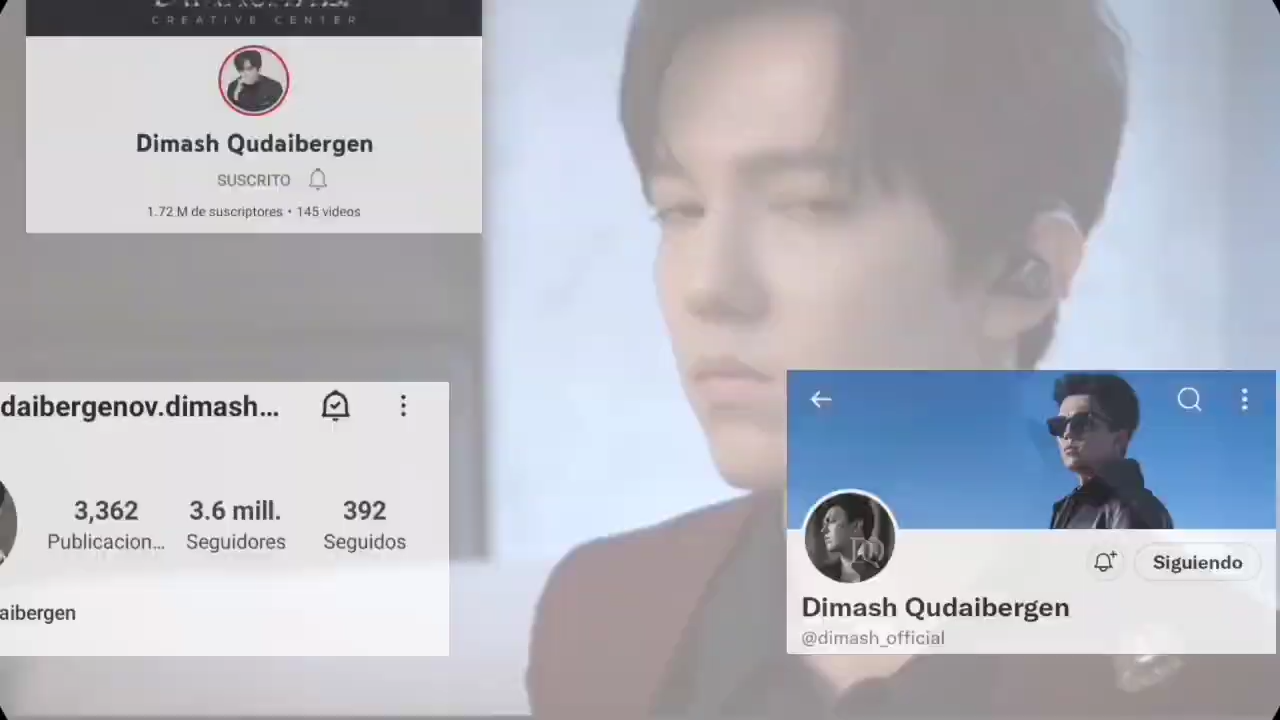 CREATIVE CENTER
Dimash Qudaibergen
SUSCRITO
1.72 M de suscriptores • 145 videos
daibergenov.dimash...
3,362 3.6 mill. 392
Publicacion... Seguidores Seguidos
aibergen
Siguiendo
Dimash Qudaibergen
@dimash_official